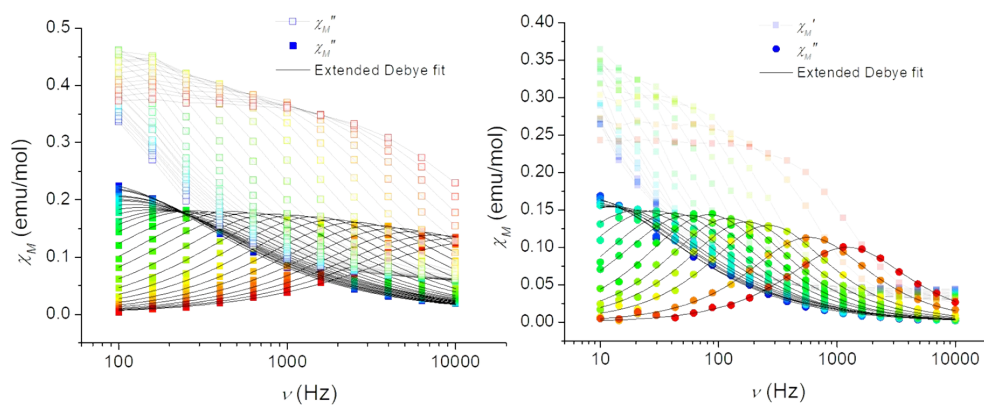 χM″
χM″
Extended Debye fit
χM (emu/mol)
0.5
0.4
0.3
0.2
0.1
0.0
100
1000
10000
ν (Hz)
χM′
χM″
Extended Debye fit
χM (emu/mol)
0.40
0.35
0.30
0.25
0.20
0.15
0.10
0.05
0.00
10
100
1000
10000
ν (Hz)